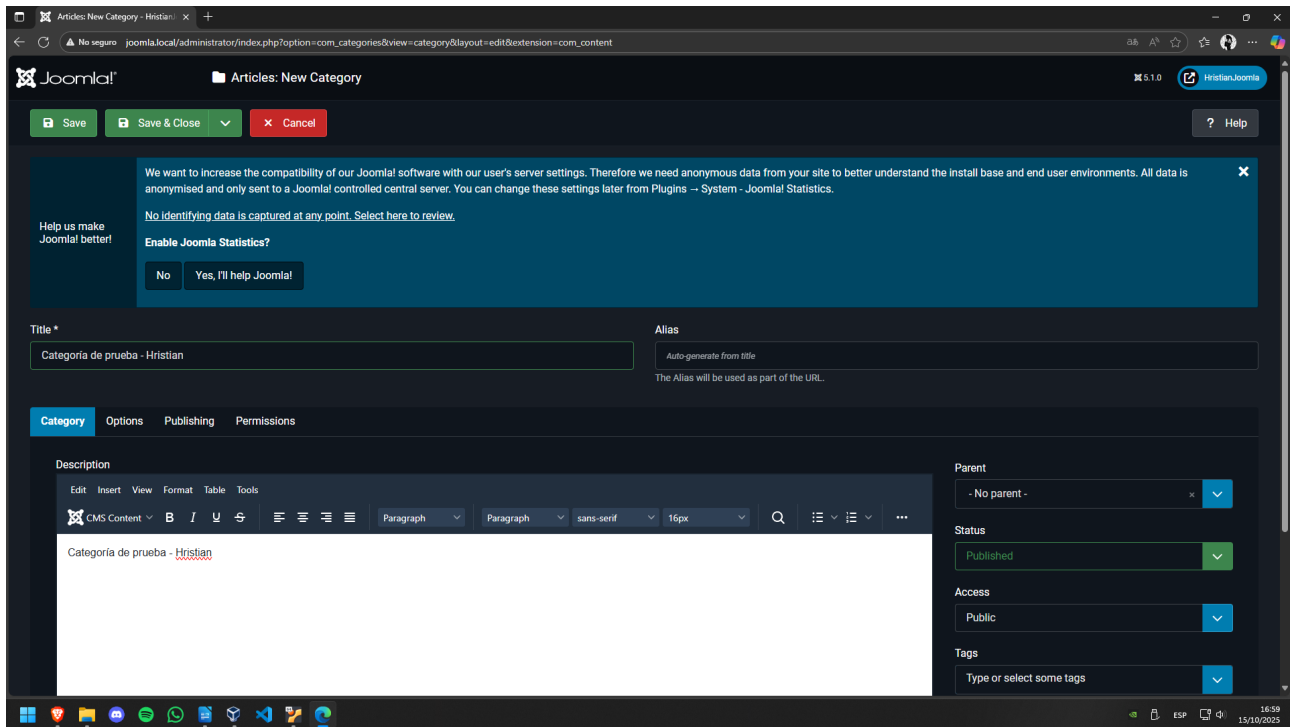 Articles: New Category - HristianJ
No seguro joomla.local/administrator/index.php?option=com_categories&view=category&layout=edit&extension=com_content
Joomla!® Articles: New Category 5.1.0 HristianJoomla
Save Save & Close Cancel ? Help
We want to increase the compatibility of our Joomla! software with our user's server settings. Therefore we need anonymous data from your site to better understand the install base and end user environments. All data is
anonymised and only sent to a Joomla! controlled central server. You can change these settings later from Plugins → System - Joomla! Statistics.
No identifying data is captured at any point. Select here to review.
Help us make
Joomla! better!
Enable Joomla Statistics?
No Yes, I'll help Joomla!
Title * Alias
Categoría de prueba - Hristian Auto-generate from title
The Alias will be used as part of the URL.
Category Options Publishing Permissions
Description Parent
Edit Insert View Format Table Tools
- No parent -
CMS Content B I U S Paragraph Paragraph sans-serif 16px
Status
Categoría de prueba - Hristian
Published
Access
Public
Tags
Type or select some tags
ESP
16:59
15/10/2025